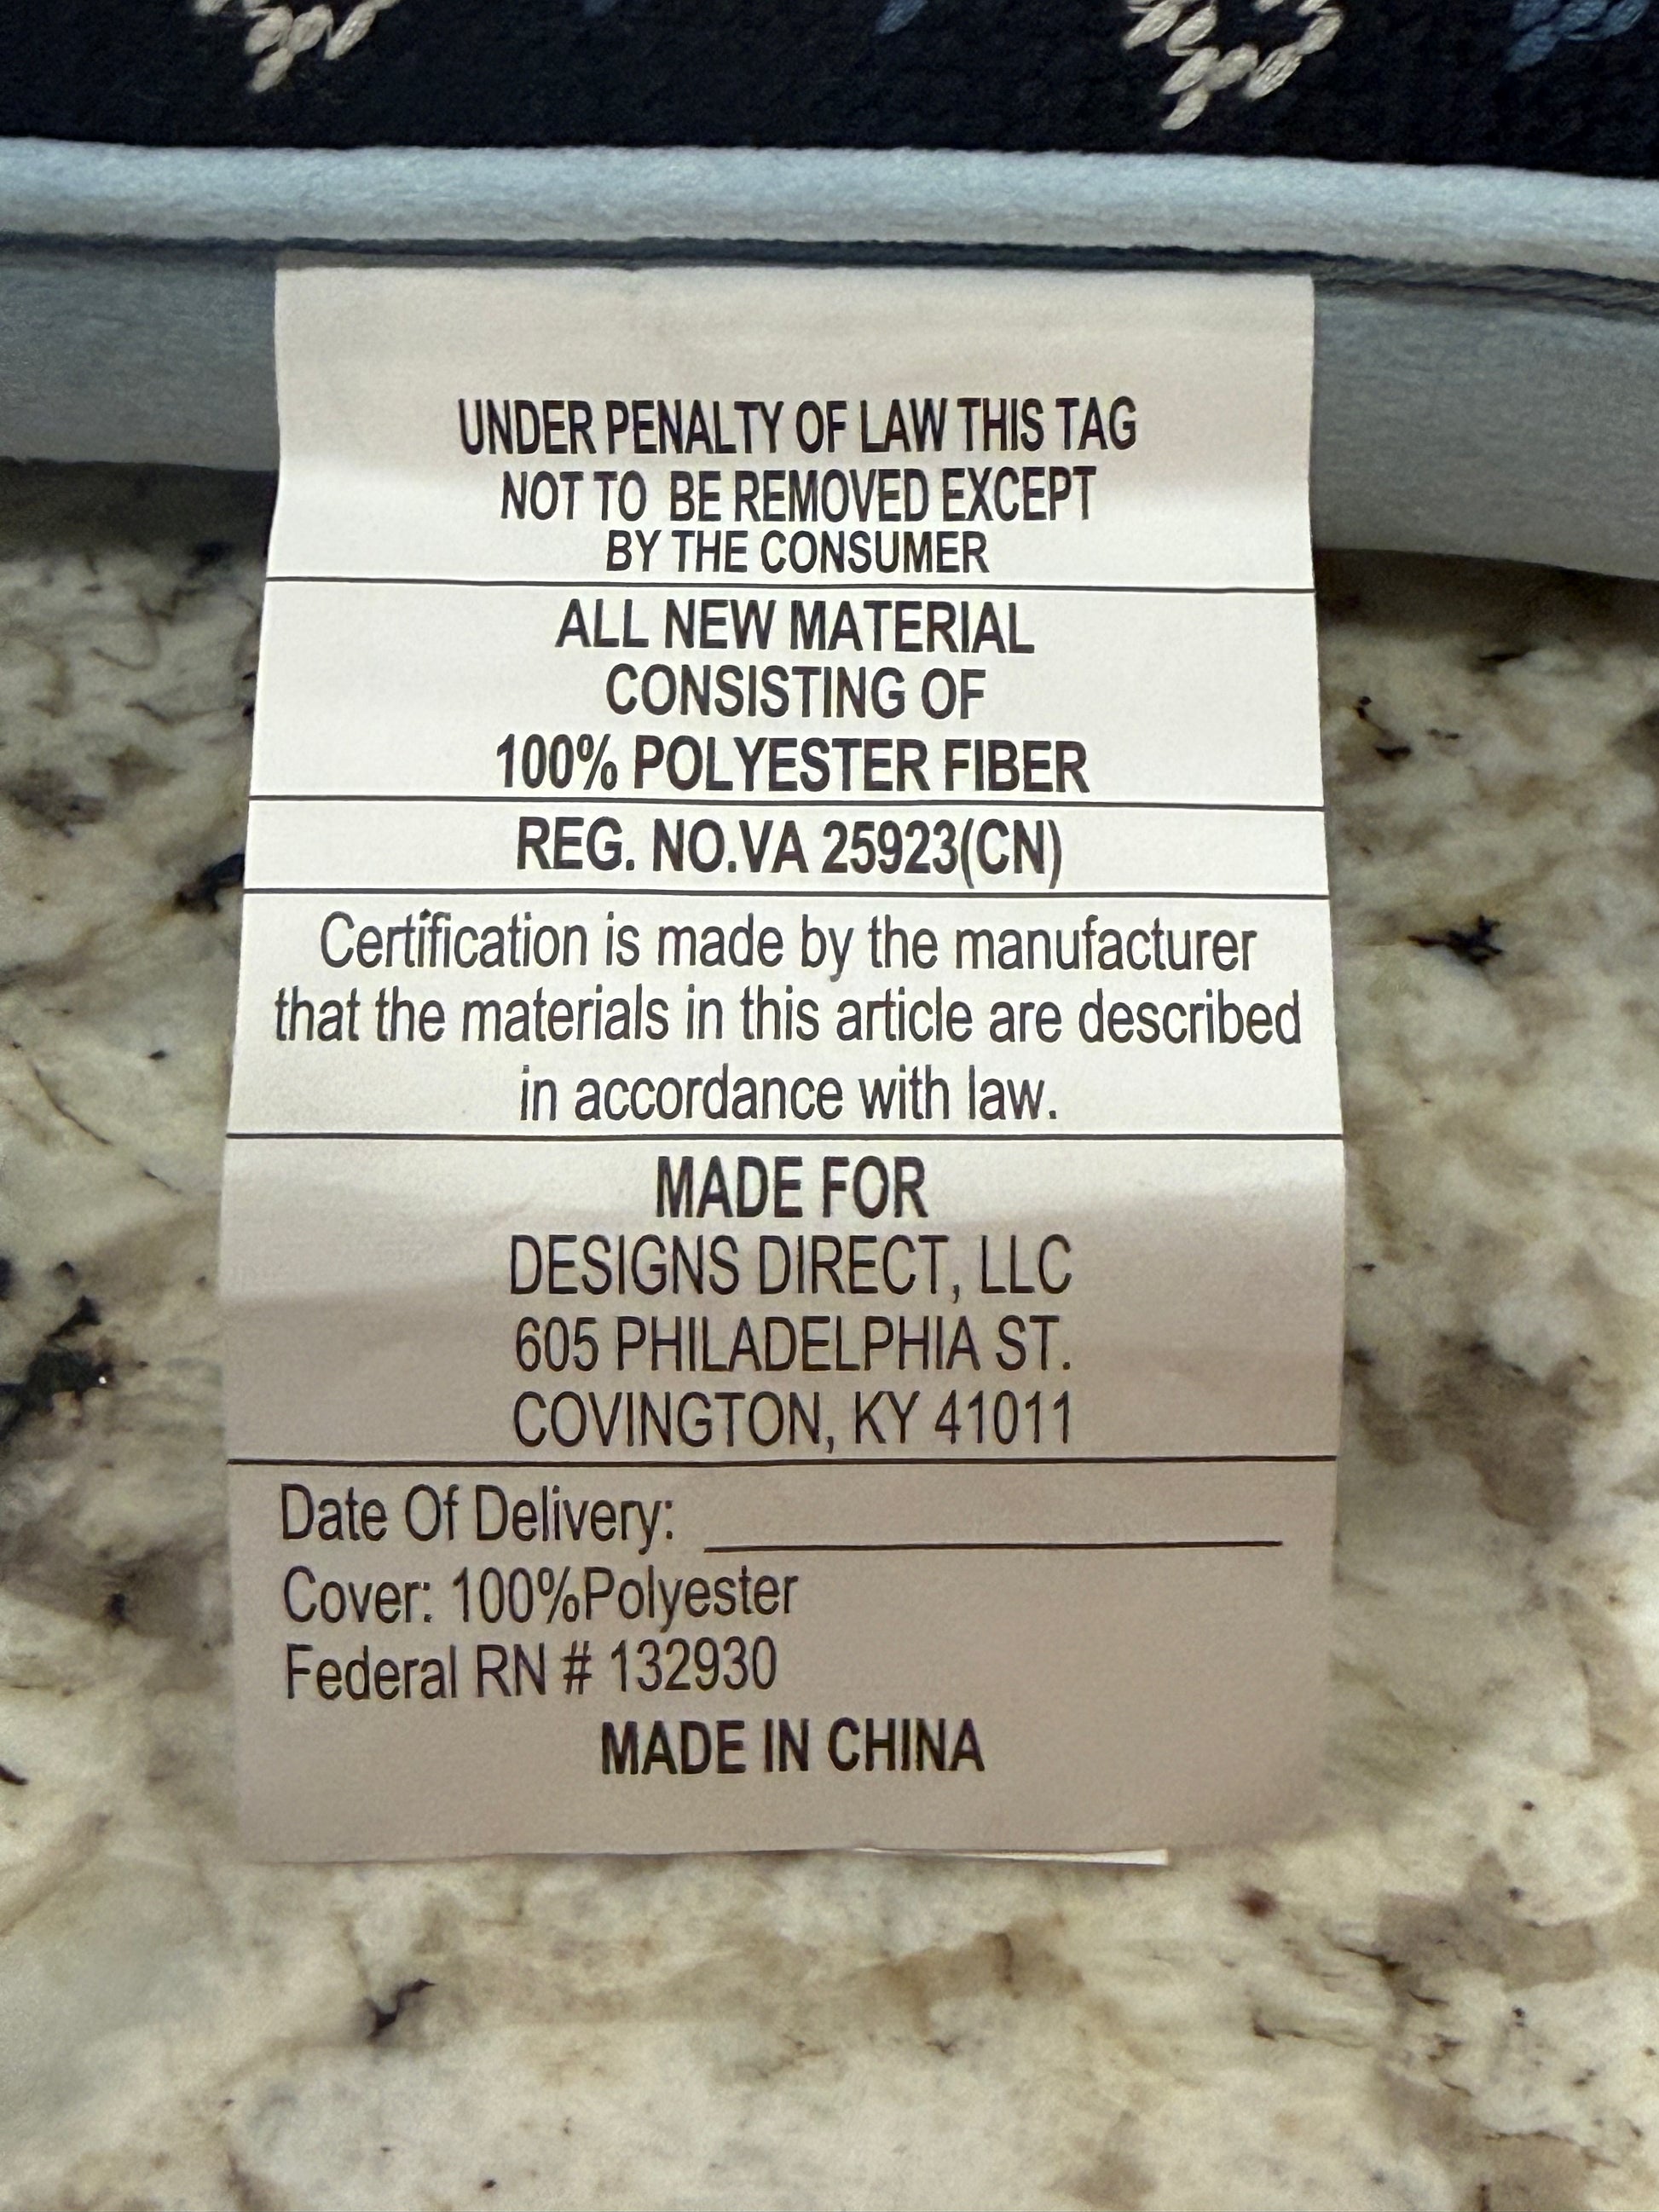 UNDER PENALTY OF LAW THIS TAG
NOT TO BE REMOVED EXCEPT
BY THE CONSUMER
ALL NEW MATERIAL
CONSISTING OF
100% POLYESTER FIBER
REG. NO.VA 25923(CN)
Certification is made by the manufacturer
that the materials in this article are described
in accordance with law.
MADE FOR
DESIGNS DIRECT, LLC
605 PHILADELPHIA ST.
COVINGTON, KY 41011
Date Of Delivery:
Cover: 100%Polyester
Federal RN # 132930
MADE IN CHINA